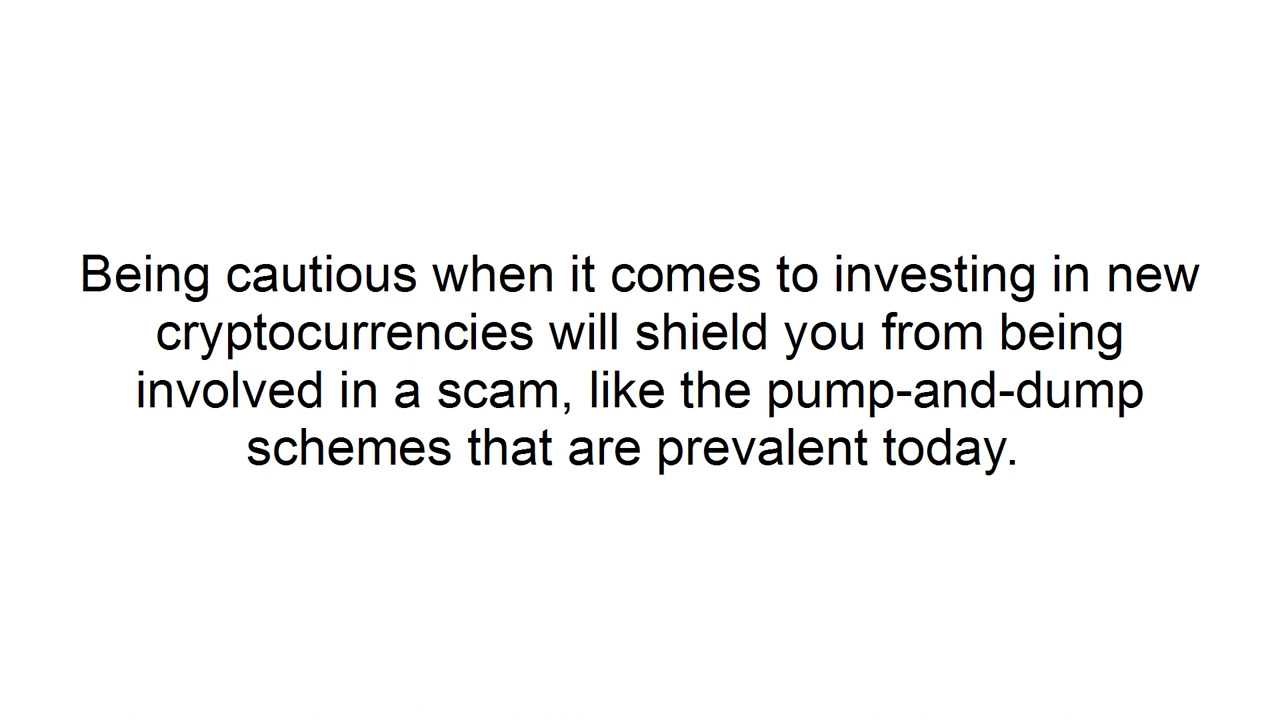 Being cautious when it comes to investing in new
cryptocurrencies will shield you from being
involved in a scam, like the pump-and-dump
schemes that are prevalent today.